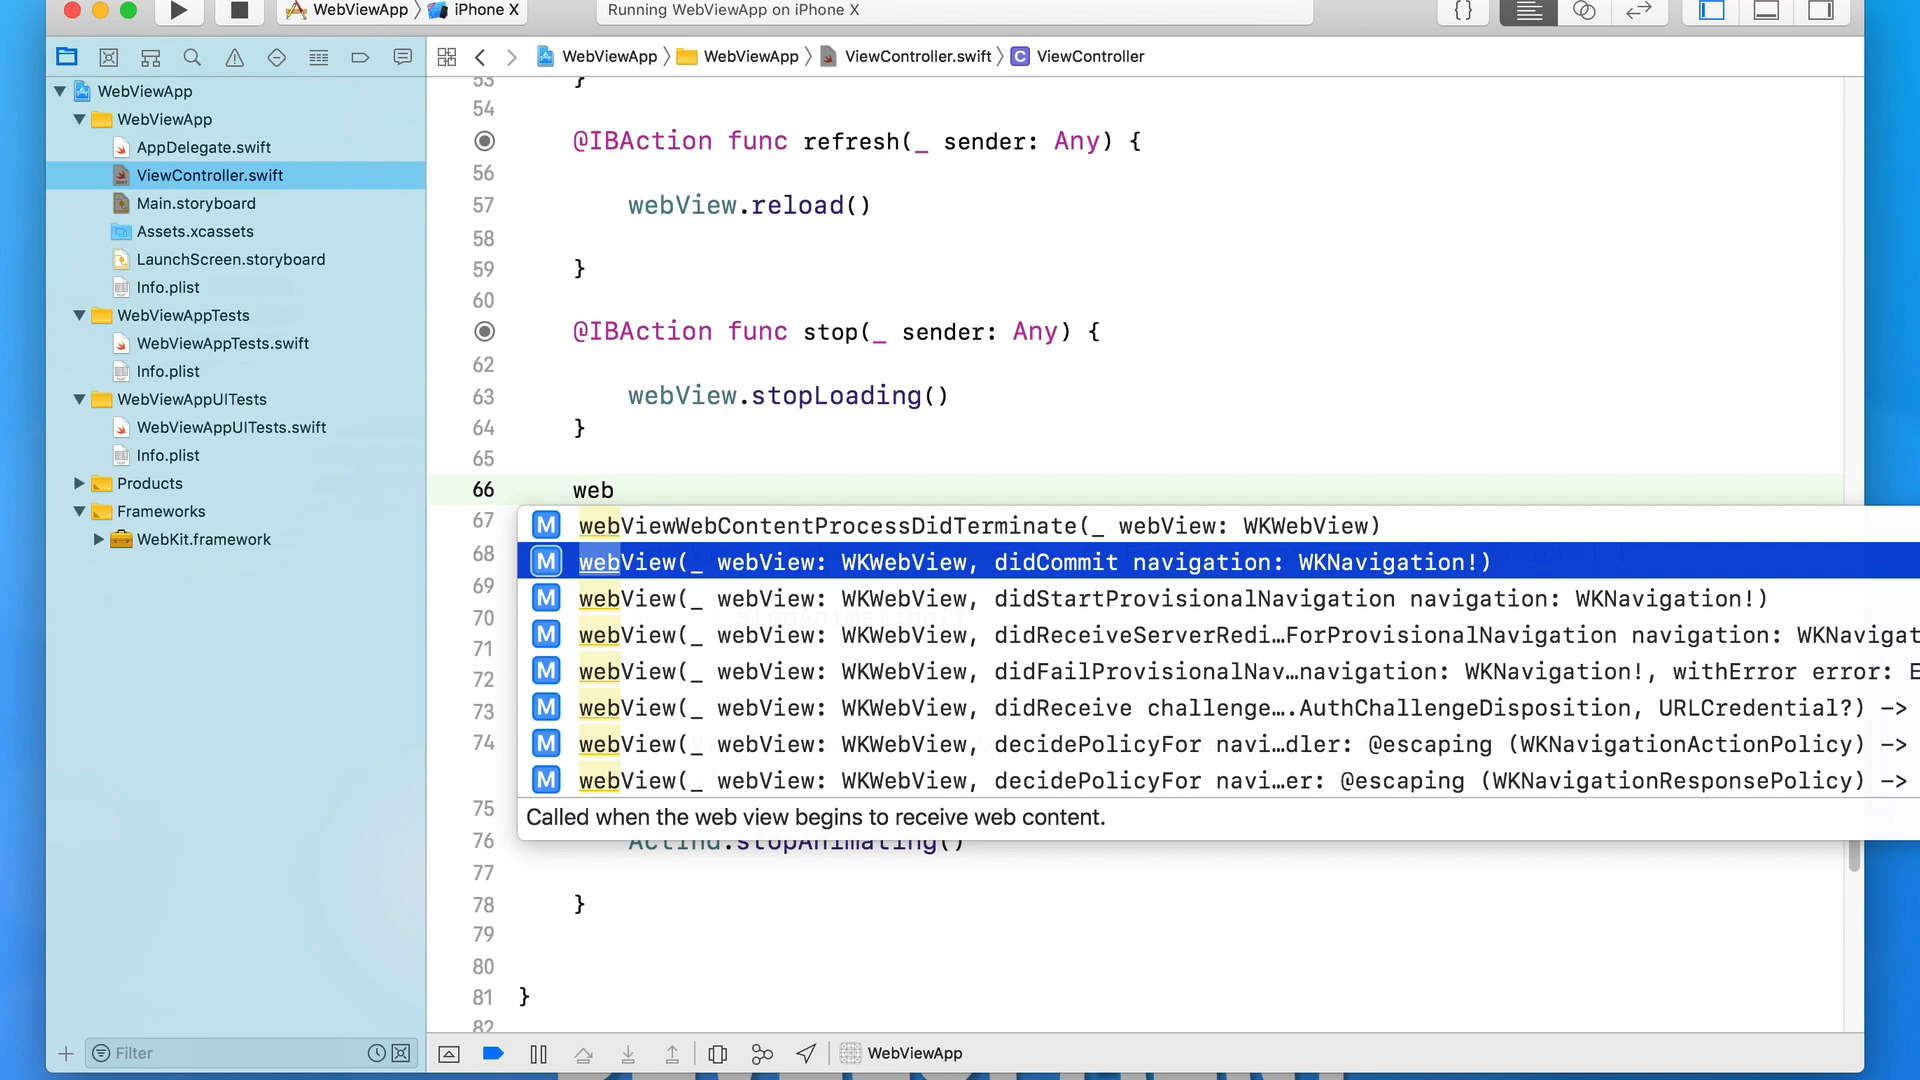 WebViewApp 〉 iPhone X
Running WebViewApp on iPhone X
{}
WebViewApp 〉 WebViewApp 〉 ViewController.swift 〉 C ViewController
WebViewApp
WebViewApp
AppDelegate.swift
ViewController.swift
Main.storyboard
Assets.xcassets
LaunchScreen.storyboard
Info.plist
WebViewAppTests
WebViewAppTests.swift
Info.plist
WebViewAppUITests
WebViewAppUITests.swift
Info.plist
Products
Frameworks
WebKit.framework
Filter
53 }
54
@IBAction func refresh(_ sender: Any) {
56
57 webView.reload()
58
59 }
60
@IBAction func stop(_ sender: Any) {
62
63 webView.stopLoading()
64 }
65
66 web
67
68
69
70
71
72
73
74
M webViewWebContentProcessDidTerminate(_ webView: WKWebView)
M webView(_ webView: WKWebView, didCommit navigation: WKNavigation!)
M webView(_ webView: WKWebView, didStartProvisionalNavigation navigation: WKNavigation!)
M webView(_ webView: WKWebView, didReceiveServerRedi…ForProvisionalNavigation navigation: WKNavigat
M webView(_ webView: WKWebView, didFailProvisionalNav…navigation: WKNavigation!, withError error: E
M webView(_ webView: WKWebView, didReceive challenge….AuthChallengeDisposition, URLCredential?) ->
M webView(_ webView: WKWebView, decidePolicyFor navi…dler: @escaping (WKNavigationActionPolicy) ->
M webView(_ webView: WKWebView, decidePolicyFor navi…er: @escaping (WKNavigationResponsePolicy) ->
Called when the web view begins to receive web content.
75
76 ActInd.stopAnimating()
77
78 }
79
80
81 }
82
WebViewApp